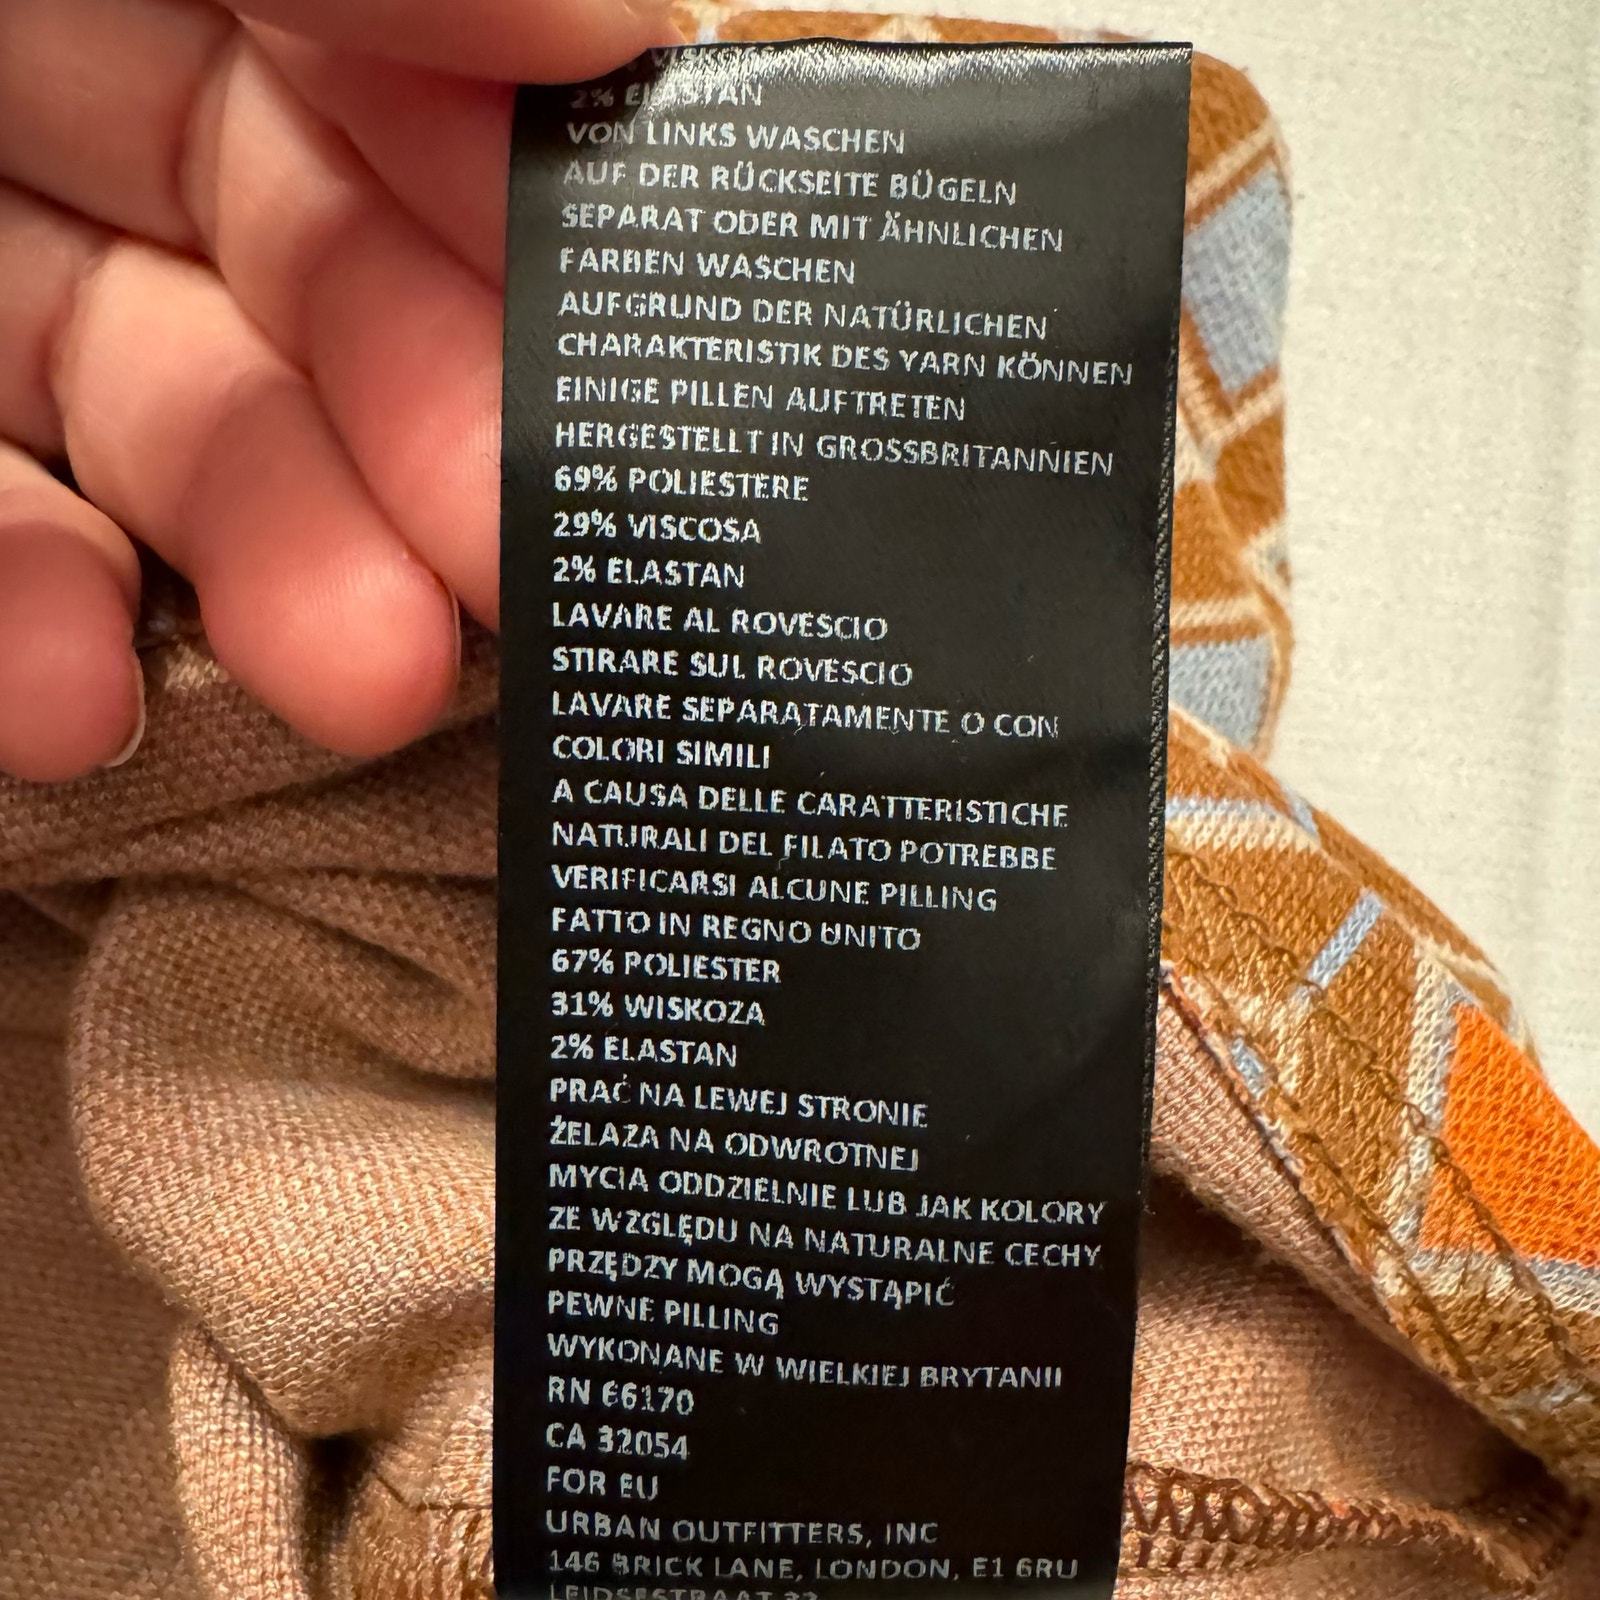 VISKOSE
2% ELASTAN
VON LINKS WASCHEN
AUF DER RÜCKSEITE BÜGELN
SEPARAT ODER MIT ÄHNLICHEN
FARBEN WASCHEN
AUFGRUND DER NATÜRLICHEN
CHARAKTERISTIK DES YARN KÖNNEN
EINIGE PILLEN AUFTRETEN
HERGESTELLT IN GROSSBRITANNIEN
69% POLIESTERE
29% VISCOSA
2% ELASTAN
LAVARE AL ROVESCIO
STIRARE SUL ROVESCIO
LAVARE SEPARATAMENTE O CON
COLORI SIMILI
A CAUSA DELLE CARATTERISTICHE
NATURALI DEL FILATO POTREBBE
VERIFICARSI ALCUNE PILLING
FATTO IN REGNO UNITO
67% POLIESTER
31% WISKOZA
2% ELASTAN
PRAĆ NA LEWEJ STRONIE
ŻELAZA NA ODWROTNEJ
MYCIA ODDZIELNIE LUB JAK KOLORY
ZE WZGLĘDU NA NATURALNE CECHY
PRZĘDZY MOGĄ WYSTĄPIĆ
PEWNE PILLING
WYKONANE W WIELKIEJ BRYTANII
RN 66170
CA 32054
FOR EU
URBAN OUTFITTERS, INC
146 BRICK LANE, LONDON, E1 6RU
LEIDSESTRAAT 32